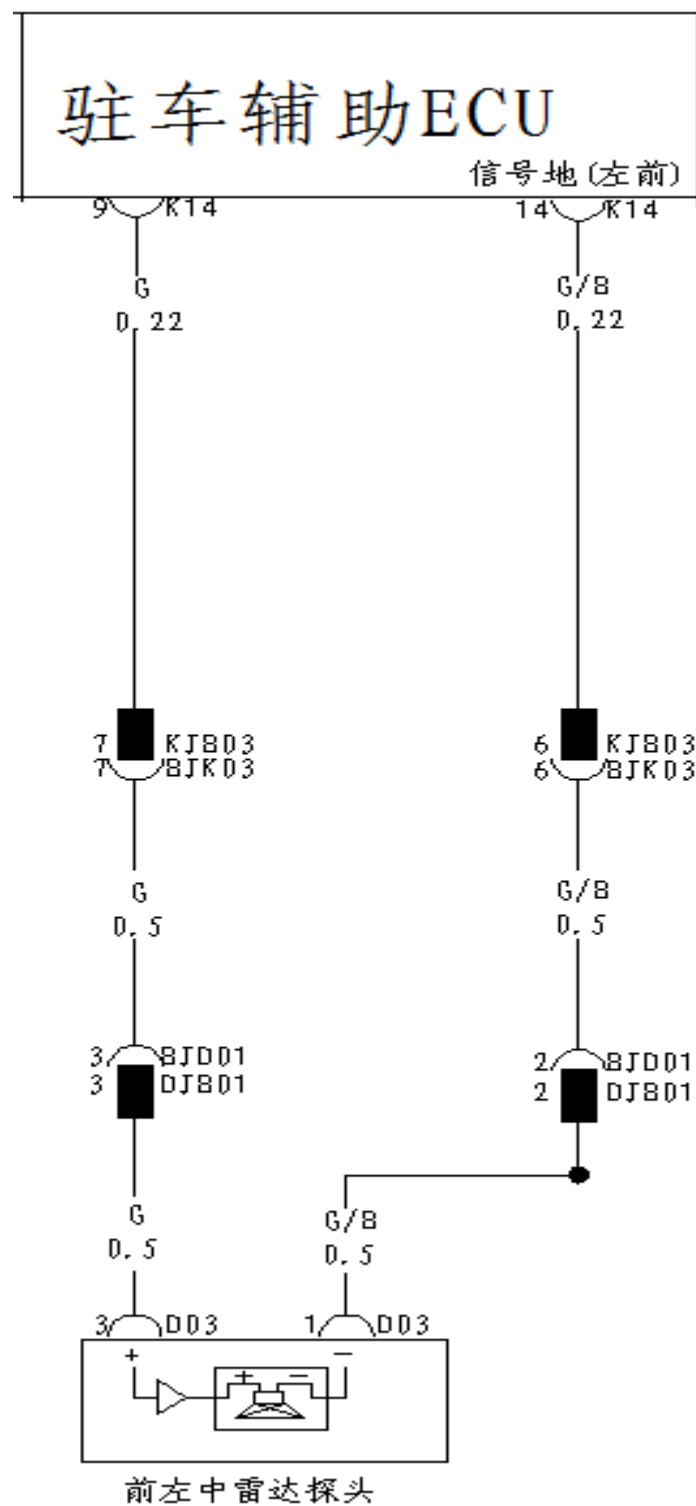 驻车辅助ECU
信号地(左前)
9 K14 14 K14
G G/B
0.22 0.22
7 KJB03 6 KJB03
7 BJK03 6 BJK03
G G/B
0.5 0.5
3 BJD01 2 BJD01
3 DJB01 2 DJB01
G G/B
0.5 0.5
3 D03 1 D03
+ −
+ −
前左中雷达探头